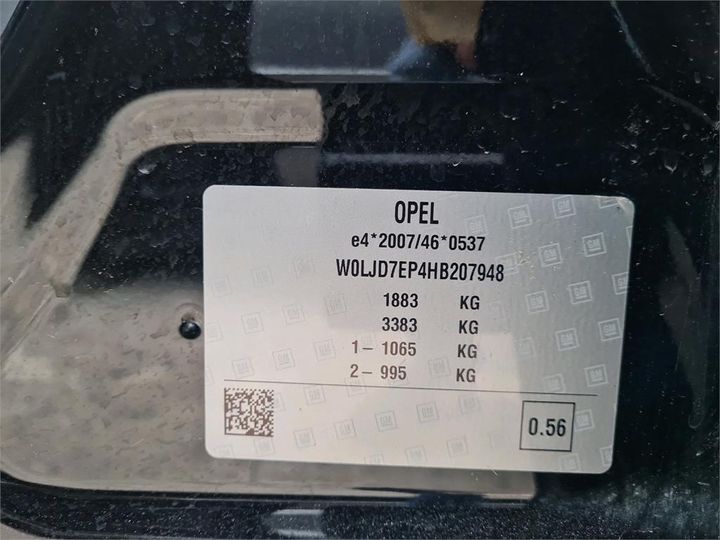 OPEL
e4*2007/46*0537
W0LJD7EP4HB207948
1883 KG
3383 KG
1– 1065 KG
2– 995 KG
0.56